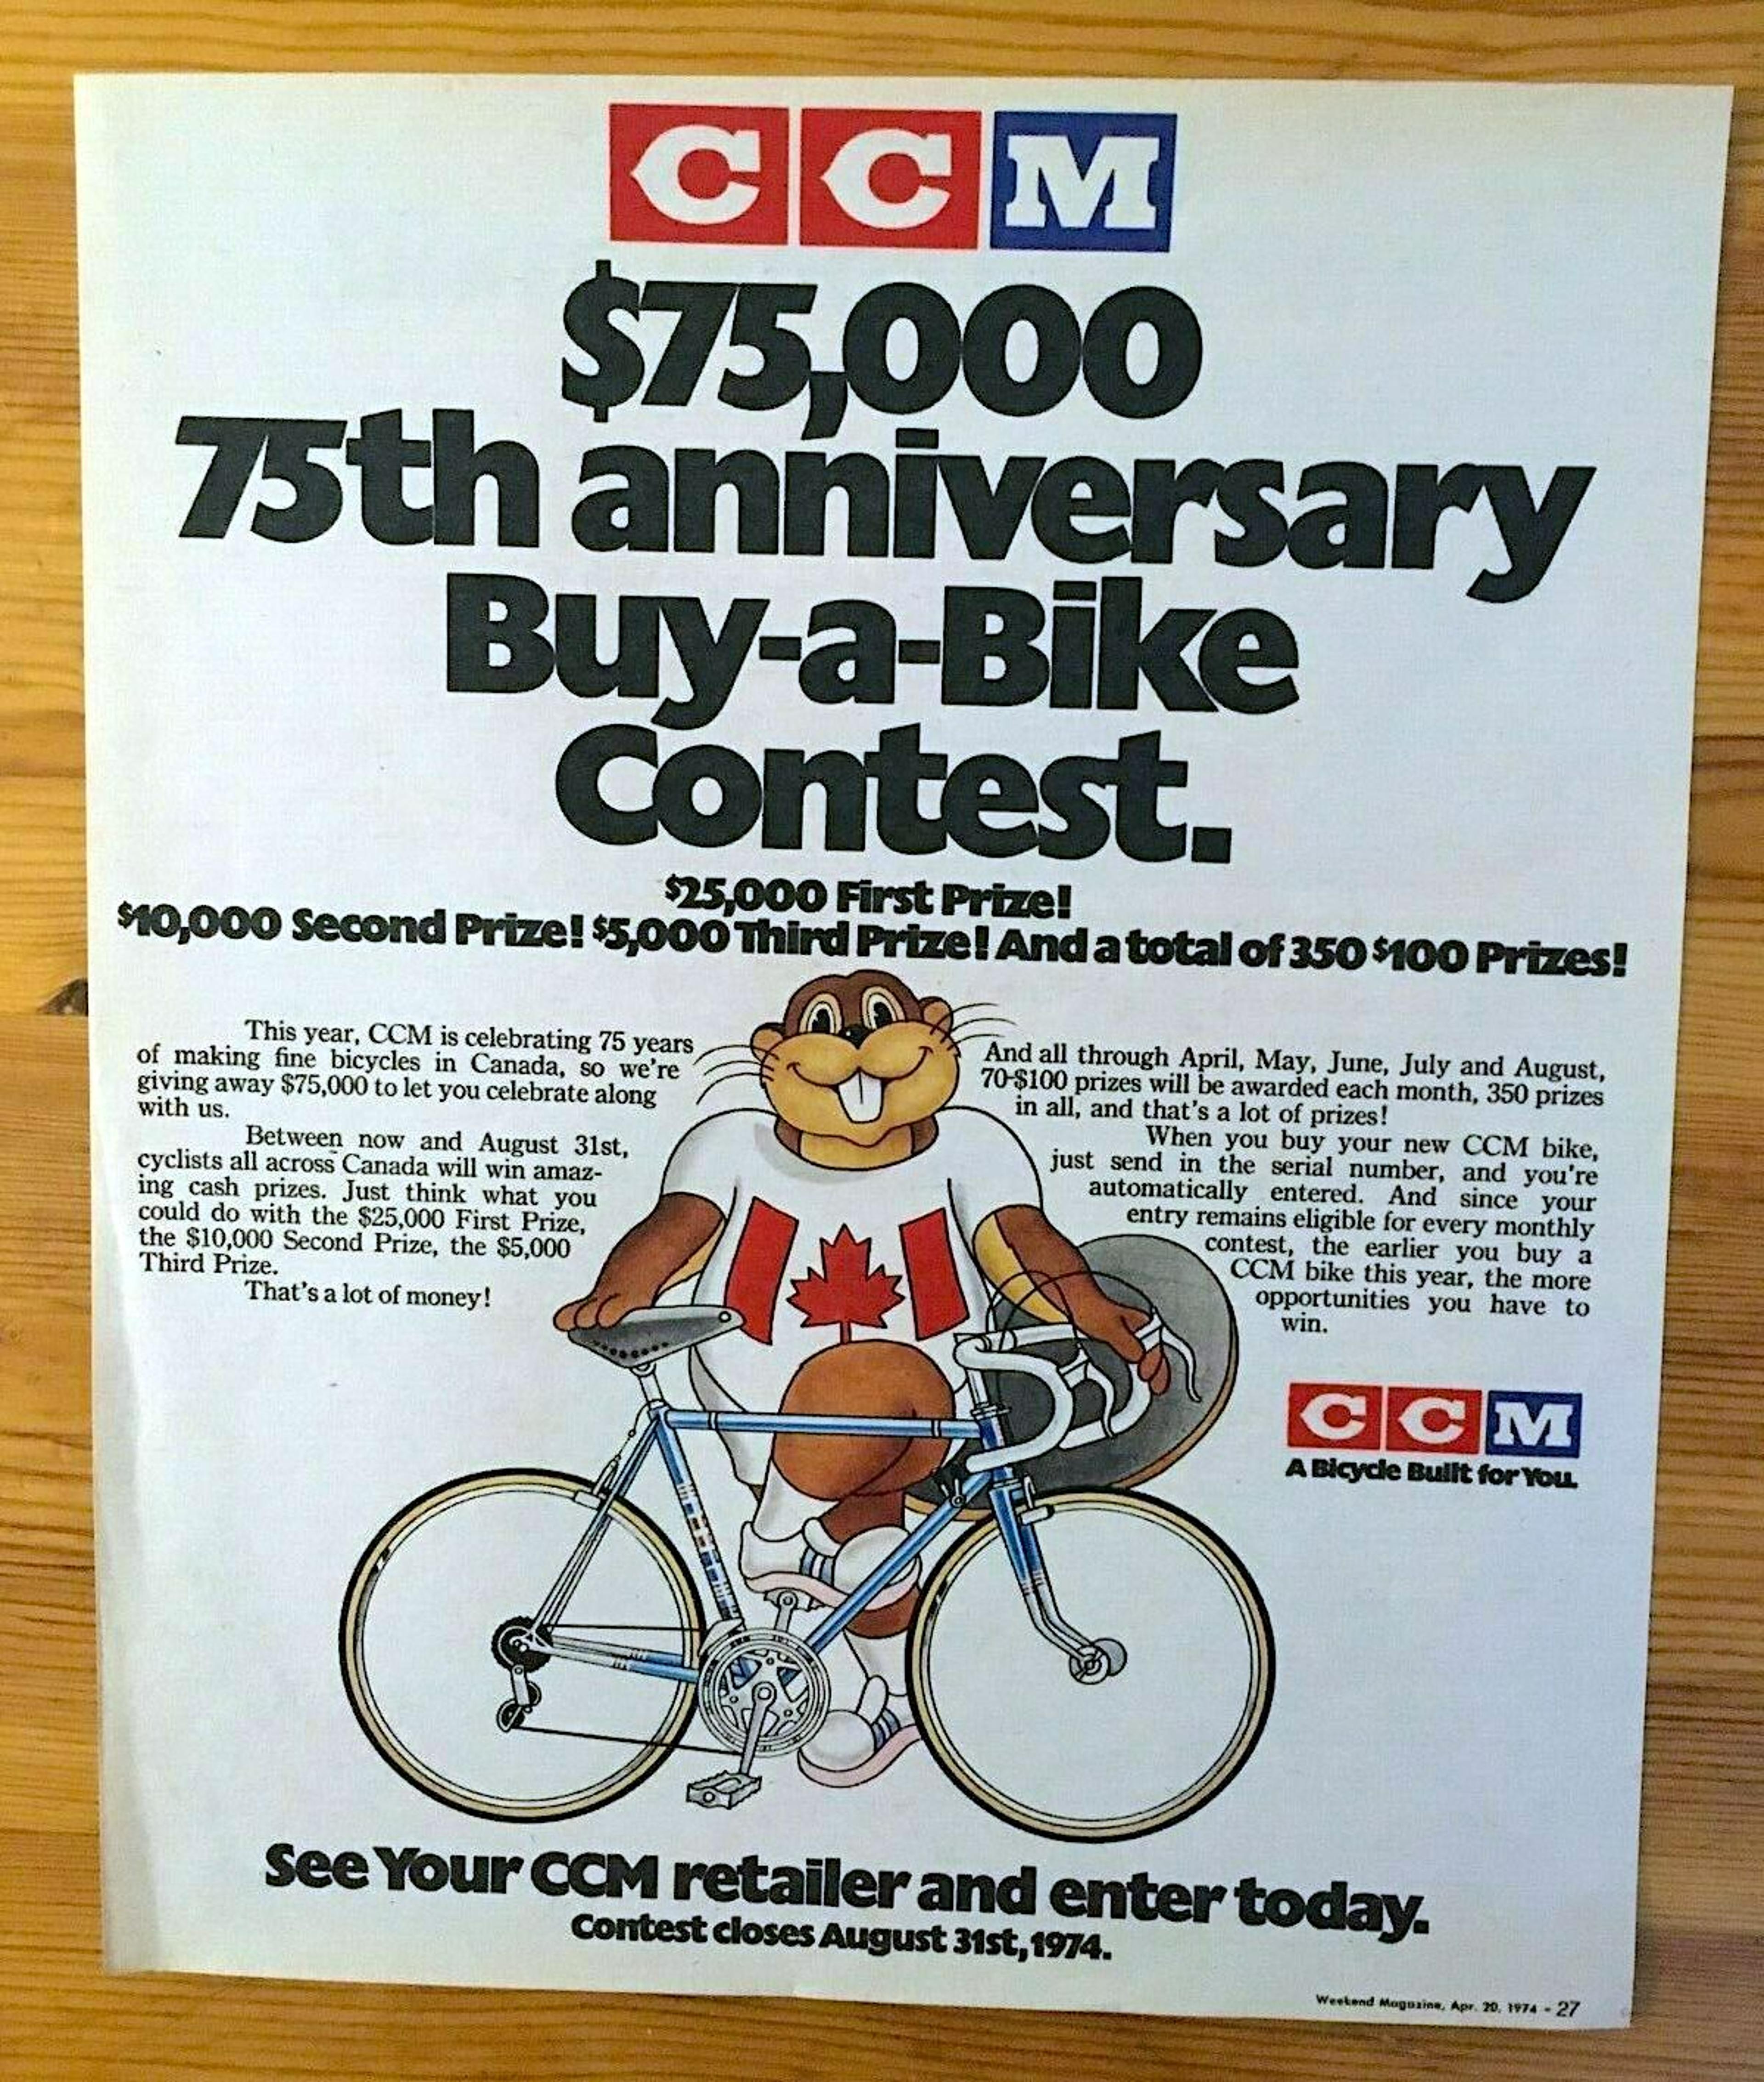 CCM
$75,000
75th anniversary
Buy-a-Bike
Contest.
$25,000 First Prize!
$10,000 Second Prize! $5,000 Third Prize! And a total of 350 $100 Prizes!
This year, CCM is celebrating 75 years
of making fine bicycles in Canada, so we're
giving away $75,000 to let you celebrate along
with us.
Between now and August 31st,
cyclists all across Canada will win amaz-
ing cash prizes. Just think what you
could do with the $25,000 First Prize,
the $10,000 Second Prize, the $5,000
Third Prize.
That's a lot of money!
And all through April, May, June, July and August,
70-$100 prizes will be awarded each month, 350 prizes
in all, and that's a lot of prizes!
When you buy your new CCM bike,
just send in the serial number, and you're
automatically entered. And since your
entry remains eligible for every monthly
contest, the earlier you buy a
CCM bike this year, the more
opportunities you have to
win.
CCM
A Bicycle Built for You.
See Your CCM retailer and enter today.
Contest closes August 31st, 1974.
Weekend Magazine, Apr. 20, 1974 - 27